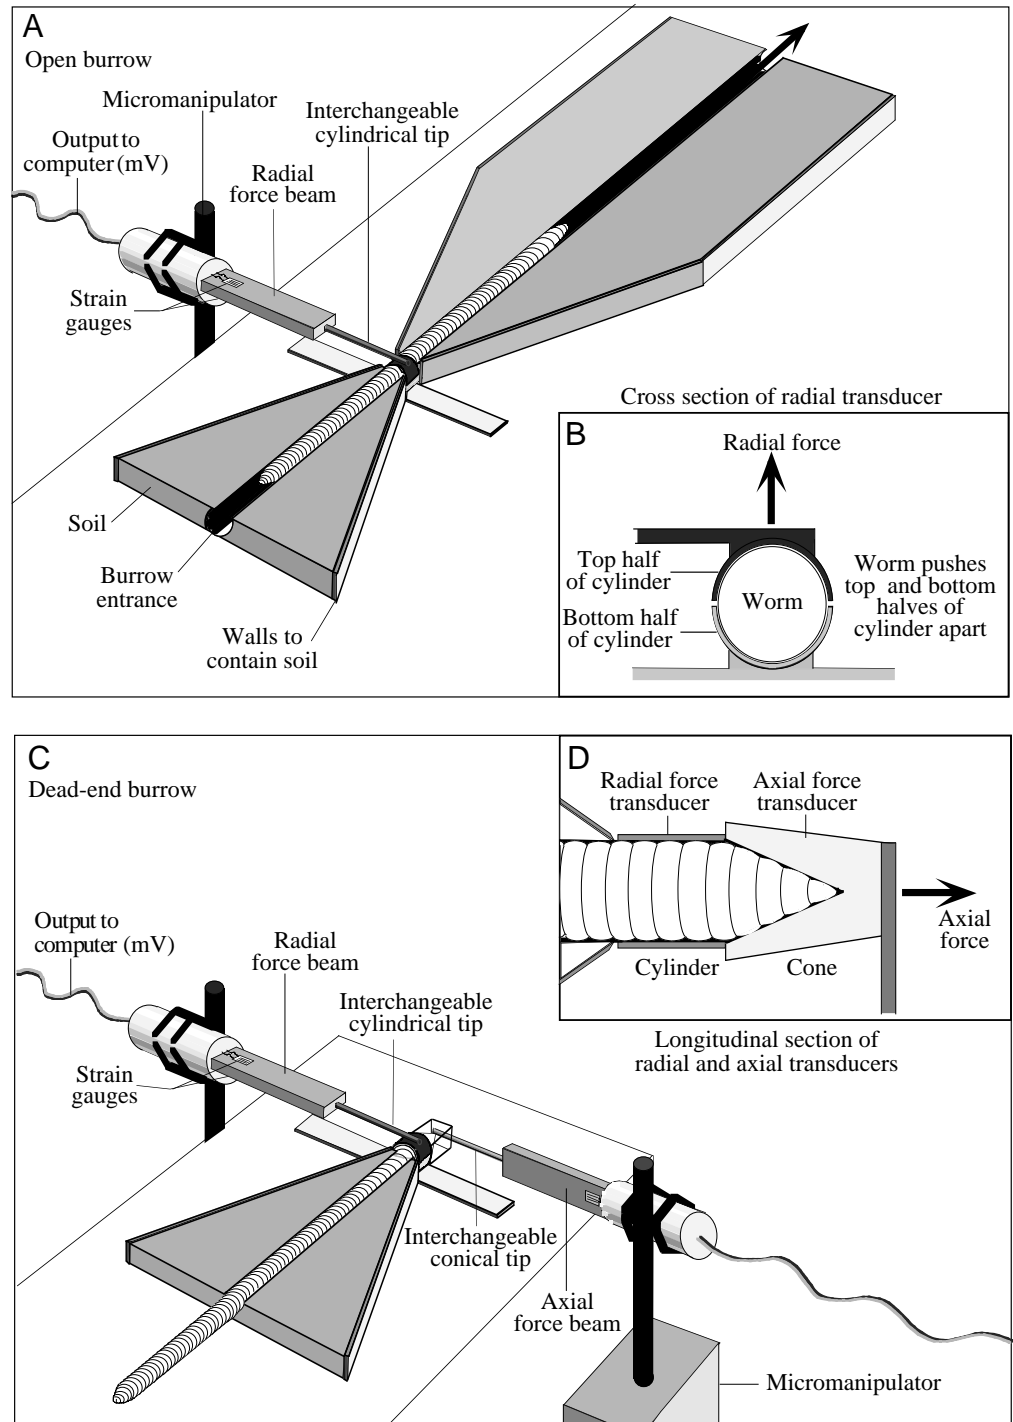 A
Open burrow
Micromanipulator
Interchangeable
cylindrical tip
Output to
computer (mV)
Radial
force beam
Strain
gauges
Soil
Burrow
entrance
Walls to
contain soil
Cross section of radial transducer
B
Radial force
Top half
of cylinder
Bottom half
of cylinder
Worm
Worm pushes
top and bottom
halves of
cylinder apart
C
Dead-end burrow
Output to
computer (mV)
Radial
force beam
Interchangeable
cylindrical tip
Strain
gauges
Interchangeable
conical tip
Axial
force beam
Micromanipulator
D
Radial force
transducer
Axial force
transducer
Axial
force
Cylinder
Cone
Longitudinal section of
radial and axial transducers